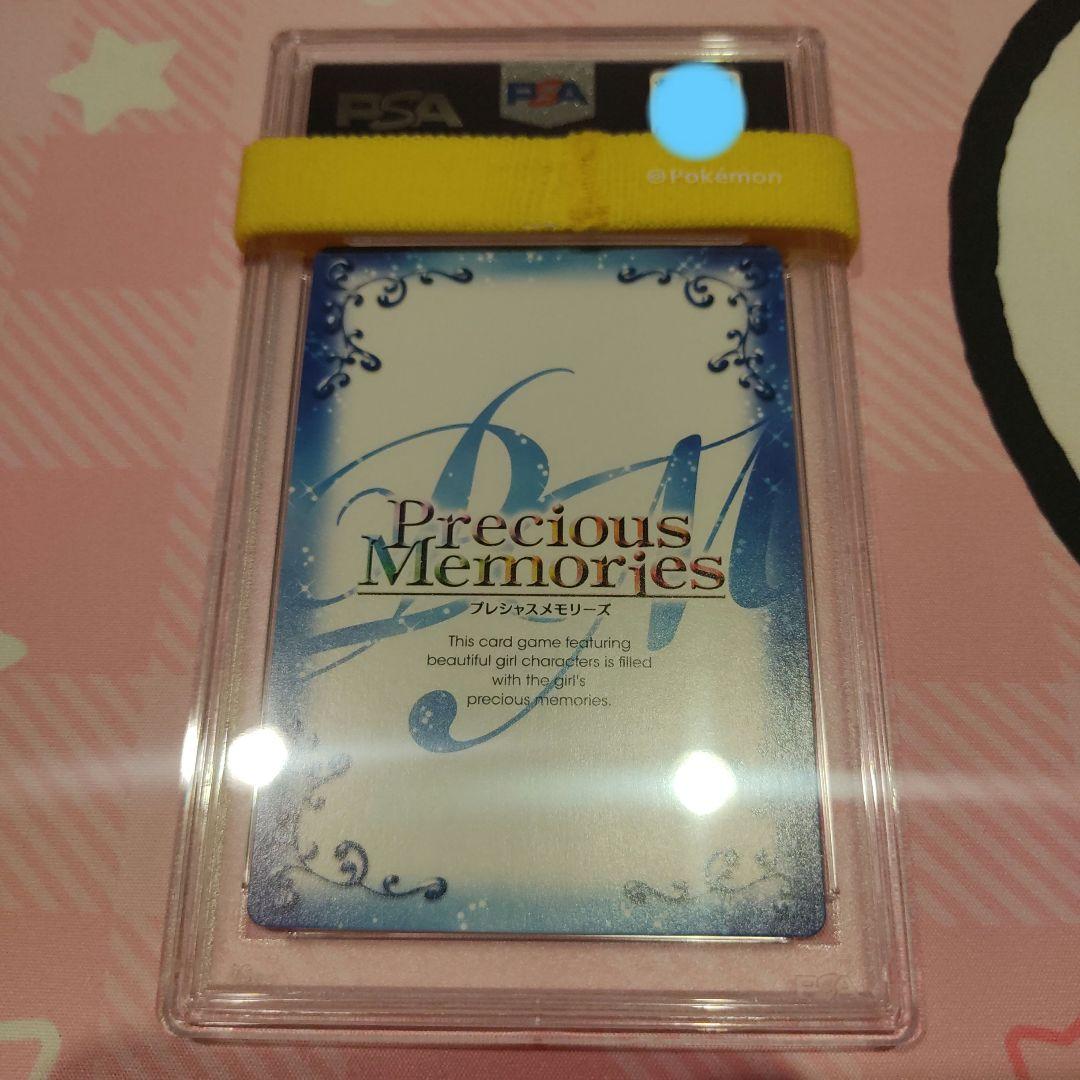 PSA
PSA
©Pokémon
Precious
Memories
プレシャスメモリーズ
This card game featuring
beautiful girl characters is filled
with the girl's
precious memories.
PSA